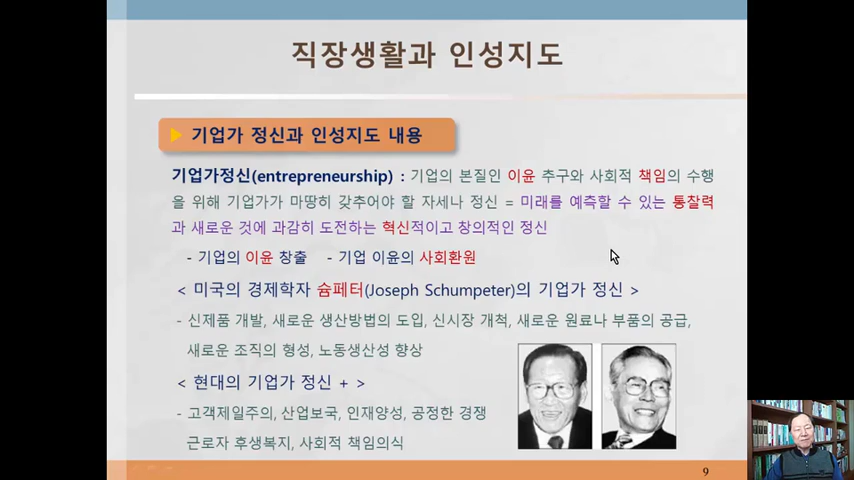 직장생활과 인성지도
기업가 정신과 인성지도 내용
기업가정신(entrepreneurship) : 기업의 본질인 이윤 추구와 사회적 책임의 수행
을 위해 기업가가 마땅히 갖추어야 할 자세나 정신 = 미래를 예측할 수 있는 통찰력
과 새로운 것에 과감히 도전하는 혁신적이고 창의적인 정신
- 기업의 이윤 창출 - 기업 이윤의 사회환원
< 미국의 경제학자 슘페터(Joseph Schumpeter)의 기업가 정신 >
- 신제품 개발, 새로운 생산방법의 도입, 신시장 개척, 새로운 원료나 부품의 공급,
새로운 조직의 형성, 노동생산성 향상
< 현대의 기업가 정신 + >
- 고객제일주의, 산업보국, 인재양성, 공정한 경쟁
근로자 후생복지, 사회적 책임의식
9